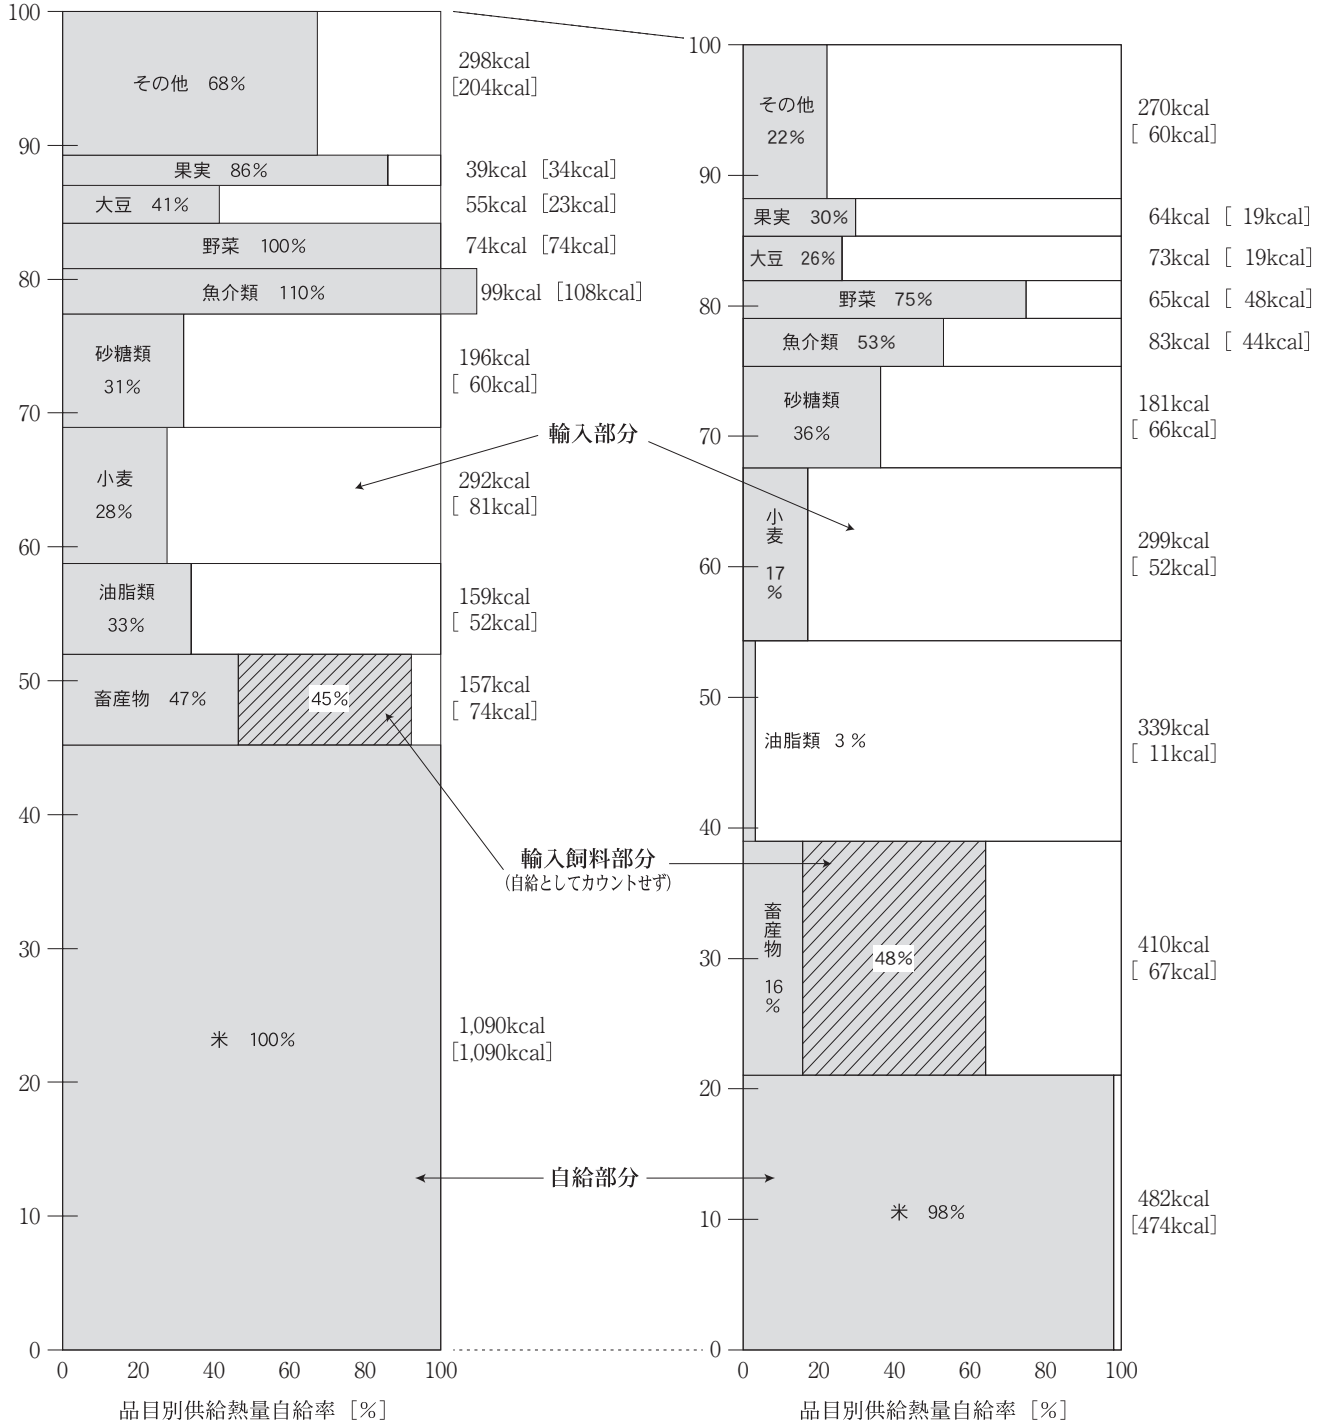 100
90
80
70
60
50
40
30
20
10
0
その他 68%
果実 86%
大豆 41%
野菜 100%
魚介類 110%
砂糖類
31%
小麦
28%
油脂類
33%
畜産物 47%
45%
米 100%
298kcal
[204kcal]
39kcal [34kcal]
55kcal [23kcal]
74kcal [74kcal]
99kcal [108kcal]
196kcal
[ 60kcal]
292kcal
[ 81kcal]
159kcal
[ 52kcal]
157kcal
[ 74kcal]
1,090kcal
[1,090kcal]
0 20 40 60 80 100
品目別供給熱量自給率 [%]
輸入部分
輸入飼料部分
(自給としてカウントせず)
自給部分
100
90
80
70
60
50
40
30
20
10
0
その他
22%
果実 30%
大豆 26%
野菜 75%
魚介類 53%
砂糖類
36%
小麦
17
%
油脂類 3 %
畜産物
16
%
48%
米 98%
270kcal
[ 60kcal]
64kcal [ 19kcal]
73kcal [ 19kcal]
65kcal [ 48kcal]
83kcal [ 44kcal]
181kcal
[ 66kcal]
299kcal
[ 52kcal]
339kcal
[ 11kcal]
410kcal
[ 67kcal]
482kcal
[474kcal]
0 20 40 60 80 100
品目別供給熱量自給率 [%]